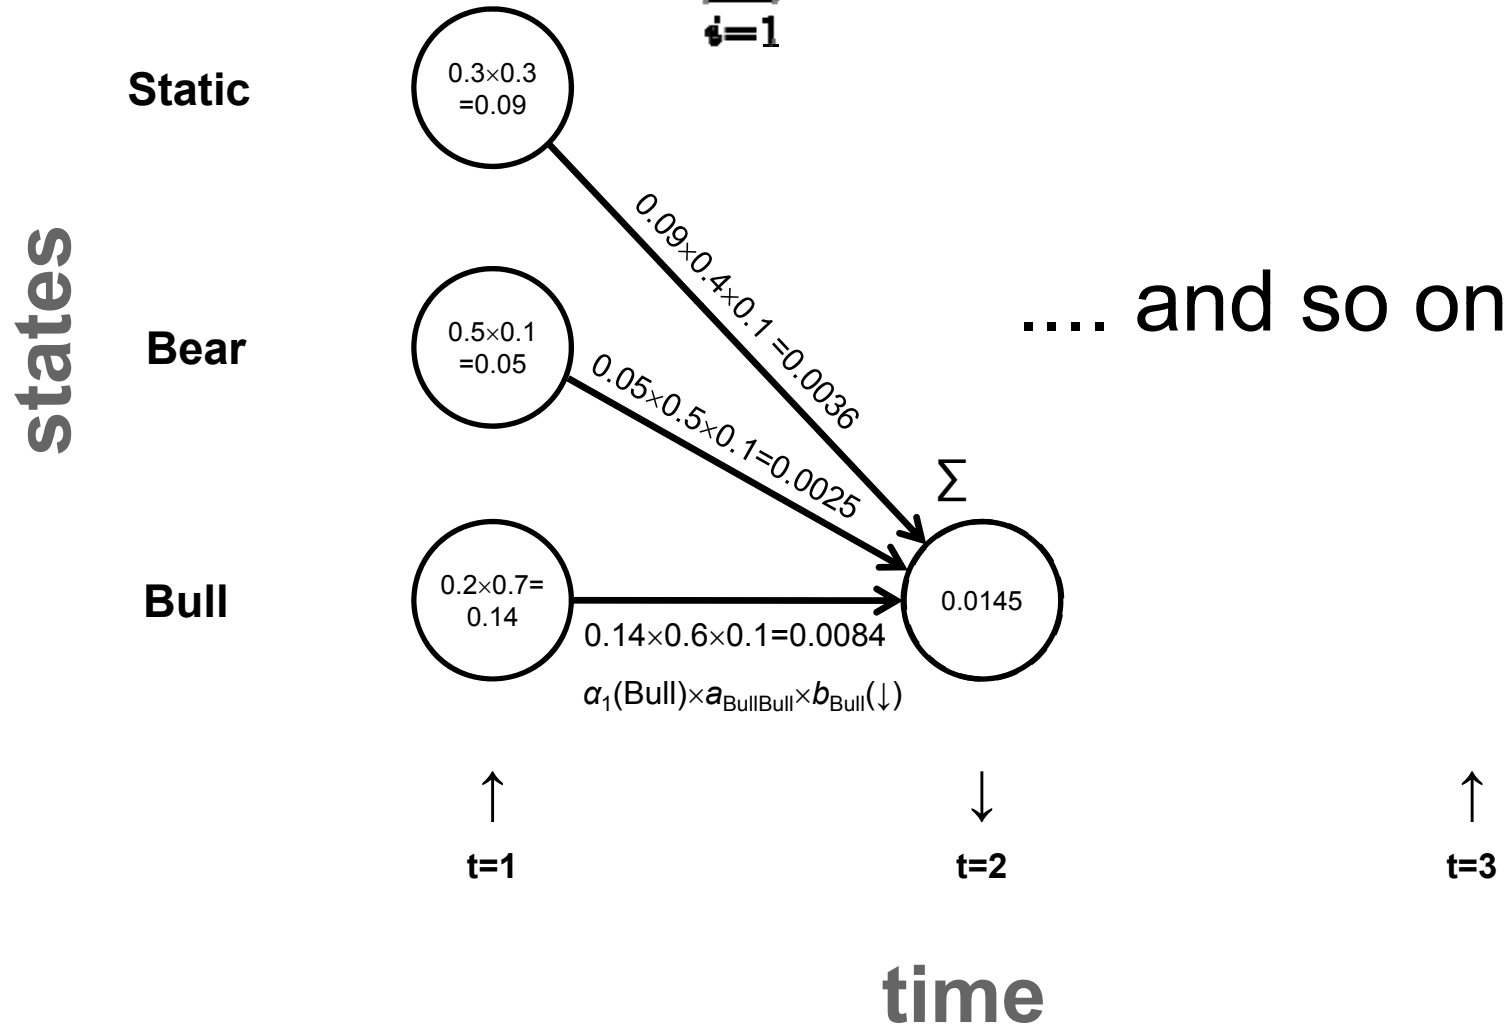 i=1
Static
0.3×0.3
=0.09
0.09×0.4×0.1 =0.0036
states
.... and so on
Bear
0.5×0.1
=0.05
0.05×0.5×0.1=0.0025
∑
Bull
0.2×0.7=
0.14
0.0145
0.14×0.6×0.1=0.0084
α1(Bull)×aBullBull×bBull(↓)
↑ ↓ ↑
t=1 t=2 t=3
time